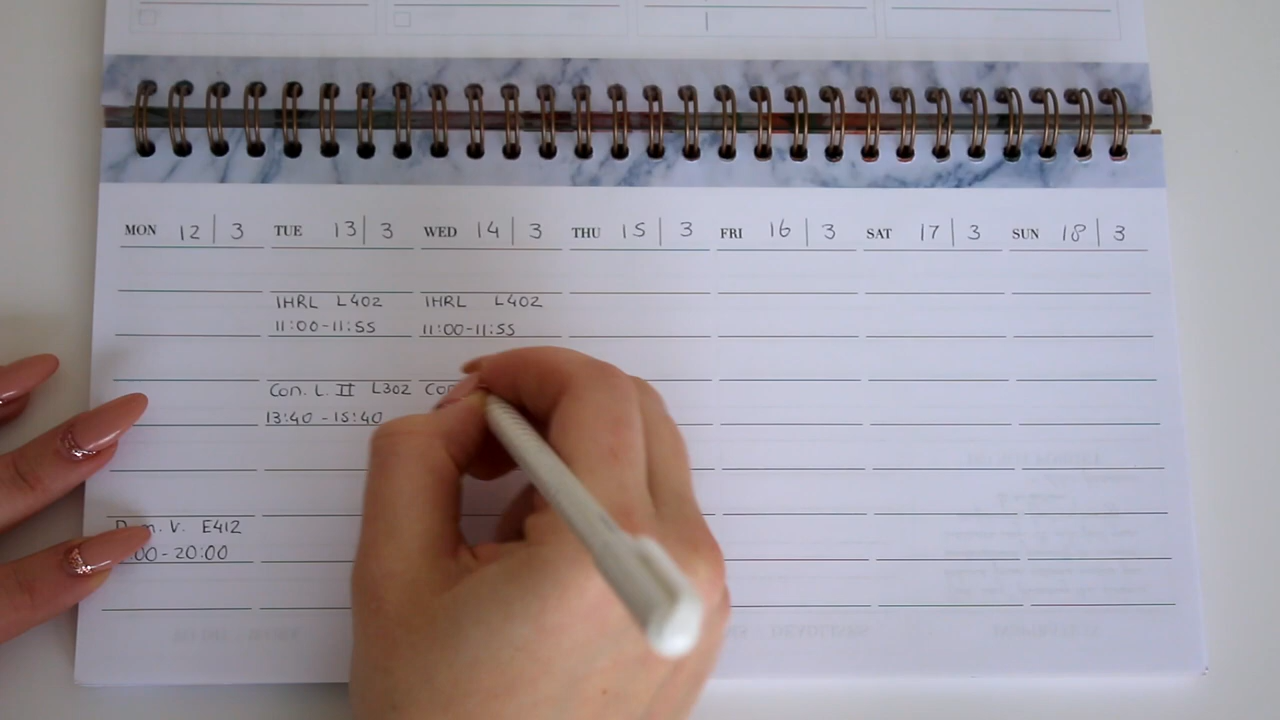 MON 12 | 3 TUE 13 | 3 WED 14 | 3 THU 15 | 3 FRI 16 | 3 SAT 17 | 3 SUN 18 | 3
IHRL L402 IHRL L402
11:00-11:55 11:00-11:55
Con. L. II L302 Con
13:40 - 15:40
V. E412
:00 - 20:00